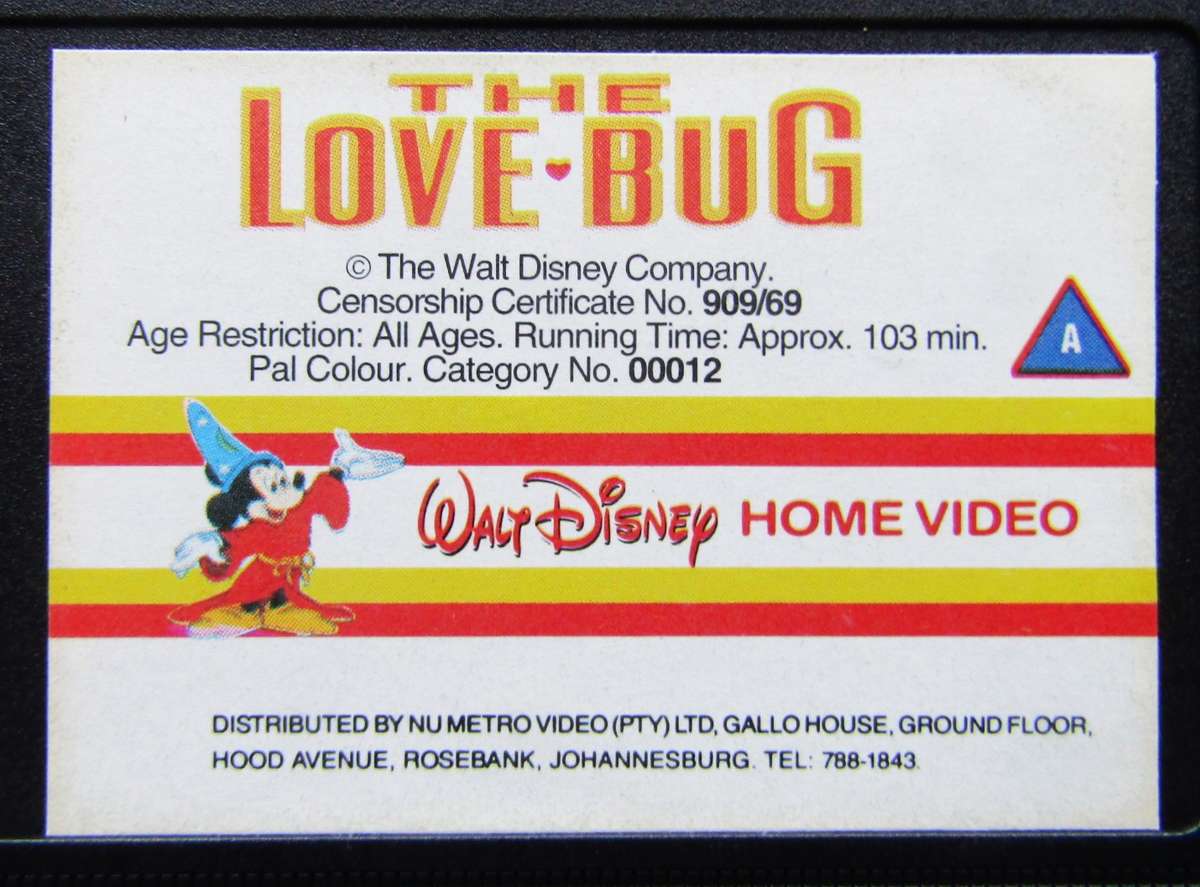 THE
LOVE BUG
© The Walt Disney Company.
Censorship Certificate No. 909/69
Age Restriction: All Ages. Running Time: Approx. 103 min.
Pal Colour. Category No. 00012
A
WALT DISNEY HOME VIDEO
DISTRIBUTED BY NU METRO VIDEO (PTY) LTD, GALLO HOUSE, GROUND FLOOR,
HOOD AVENUE, ROSEBANK, JOHANNESBURG. TEL: 788-1843.